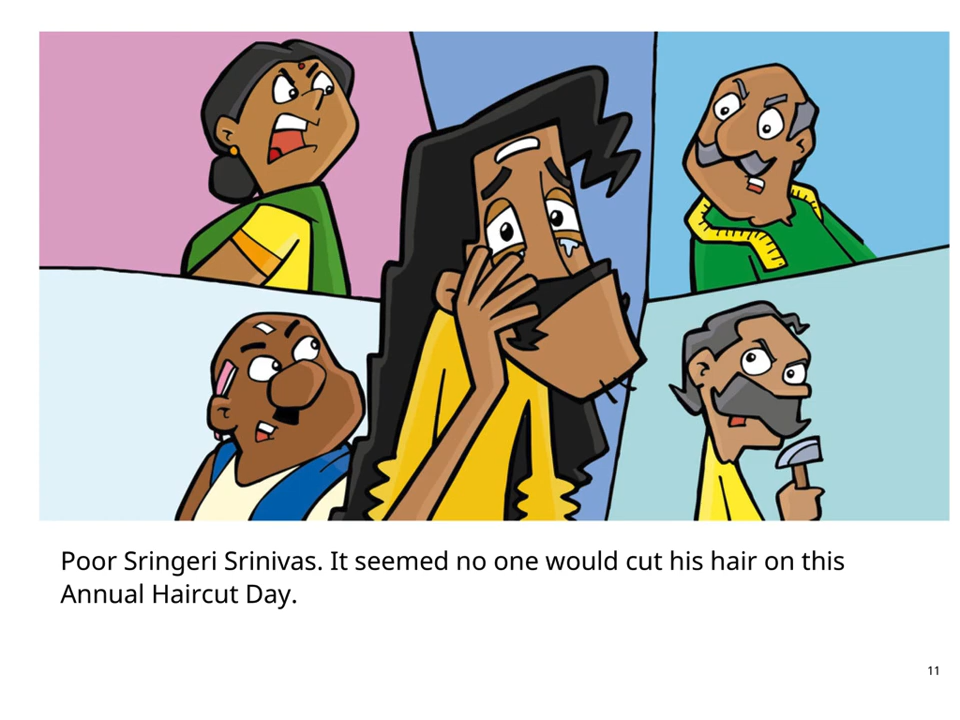 Poor Sringeri Srinivas. It seemed no one would cut his hair on this
Annual Haircut Day.
11